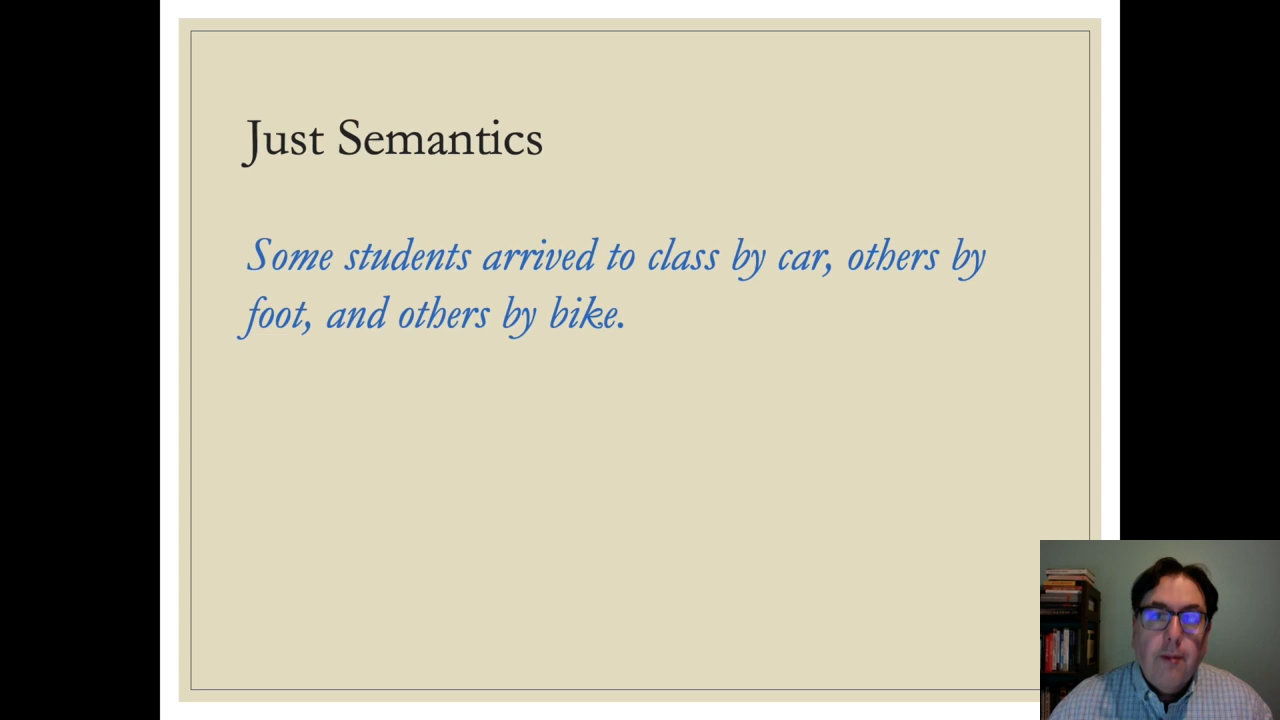 Just Semantics
Some students arrived to class by car, others by
foot, and others by bike.